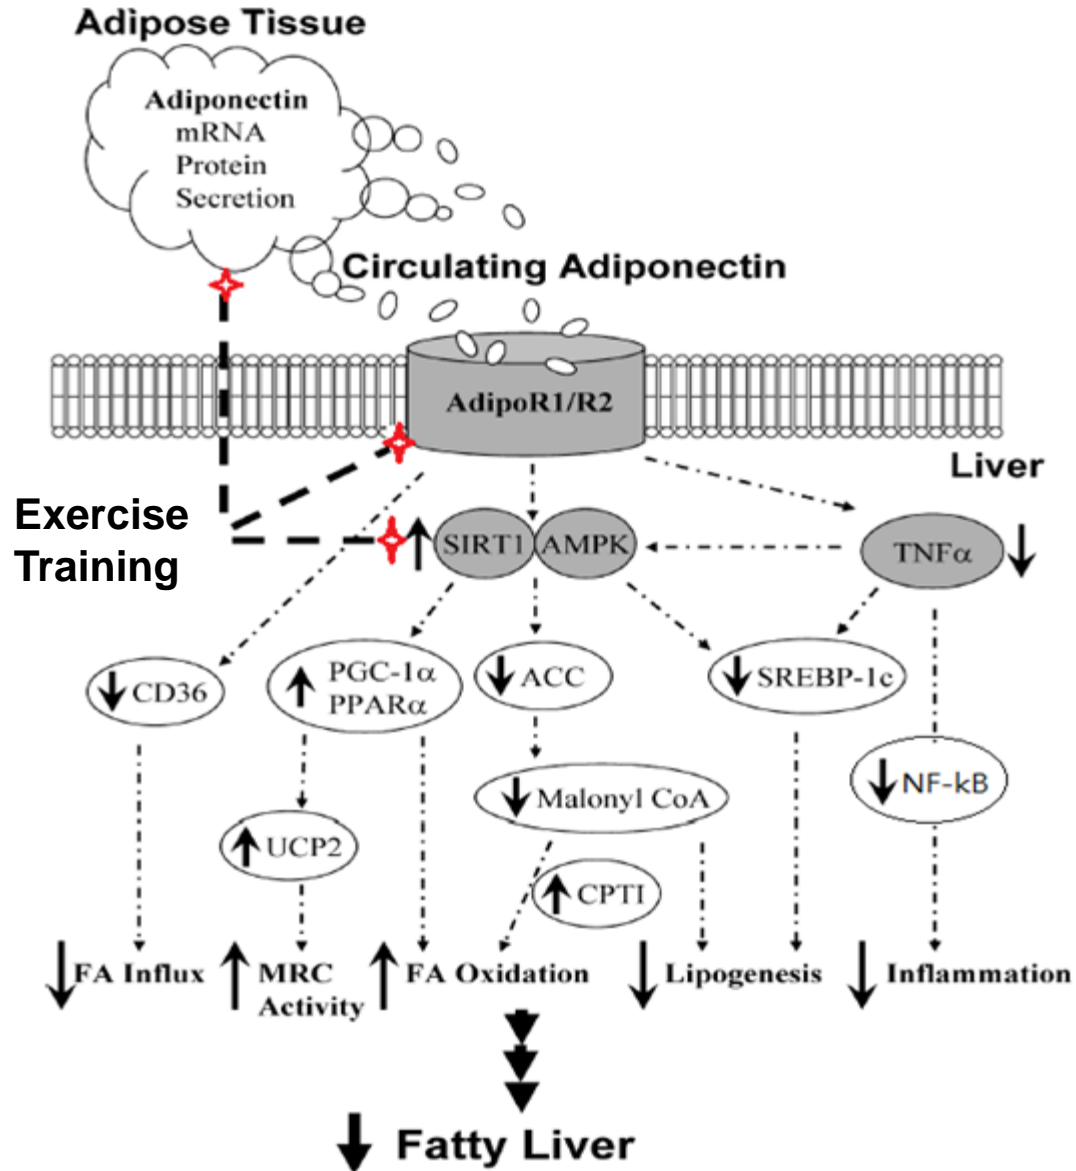 Adipose Tissue
Adiponectin
mRNA
Protein
Secretion
Circulating Adiponectin
AdipoR1/R2
Liver
Exercise
Training
SIRT1
AMPK
TNFα
CD36
PGC-1α
PPARα
ACC
SREBP-1c
Malonyl CoA
NF-kB
UCP2
CPTI
FA Influx
MRC
Activity
FA Oxidation
Lipogenesis
Inflammation
Fatty Liver